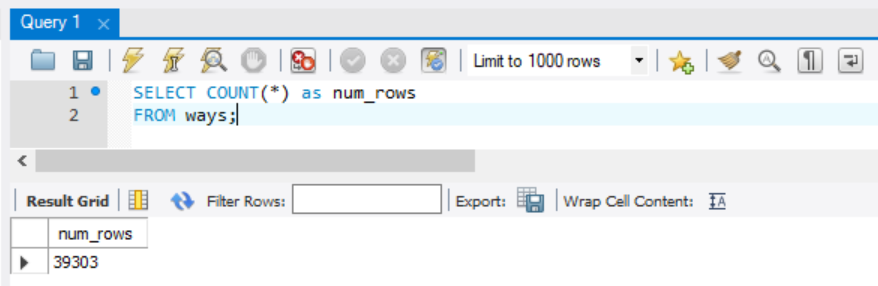 Query 1
Limit to 1000 rows
1 SELECT COUNT(*) as num_rows
2 FROM ways;
Result Grid Filter Rows: Export: Wrap Cell Content:
num_rows
39303